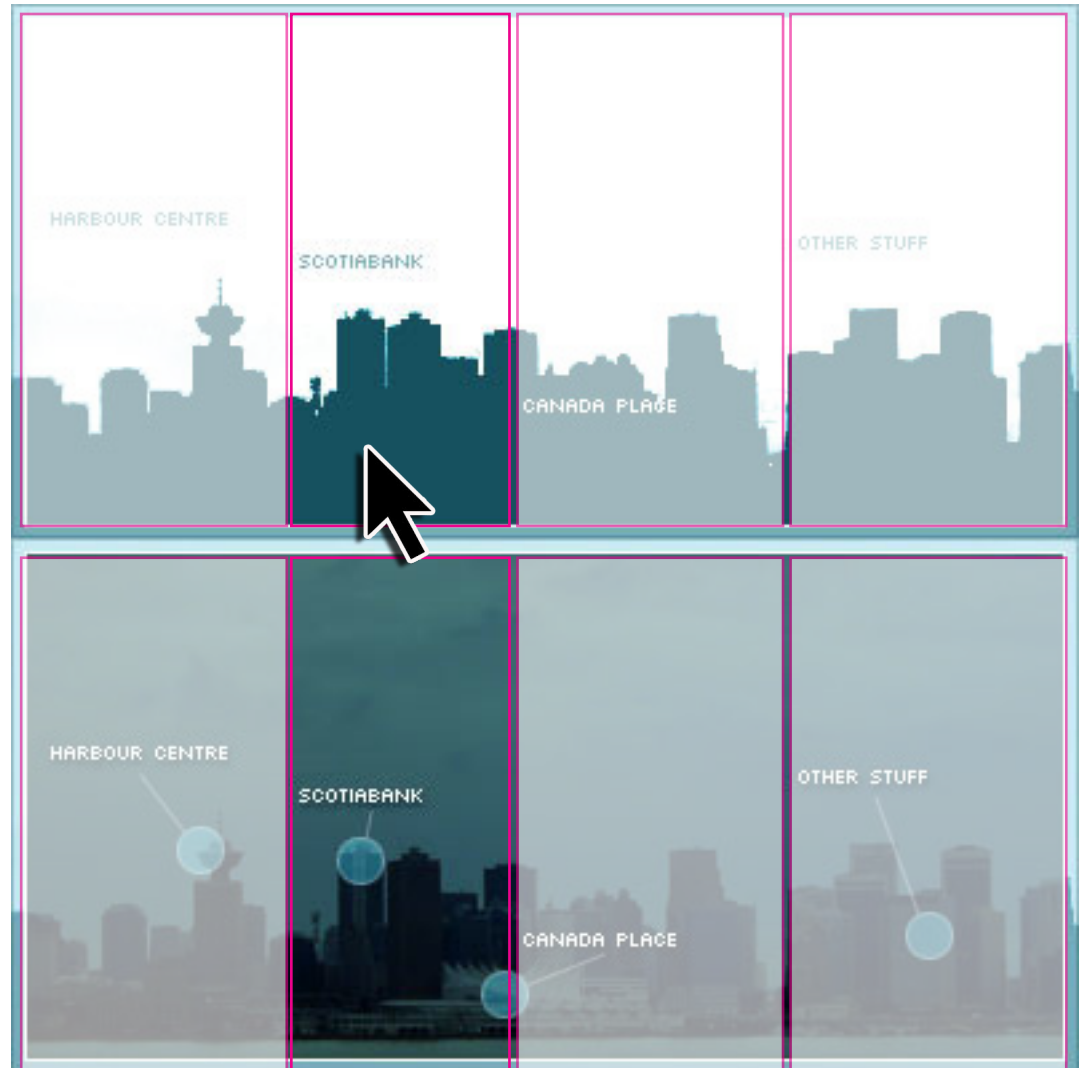 HARBOUR CENTRE
SCOTIABANK
OTHER STUFF
CANADA PLACE
HARBOUR CENTRE
SCOTIABANK
OTHER STUFF
CANADA PLACE